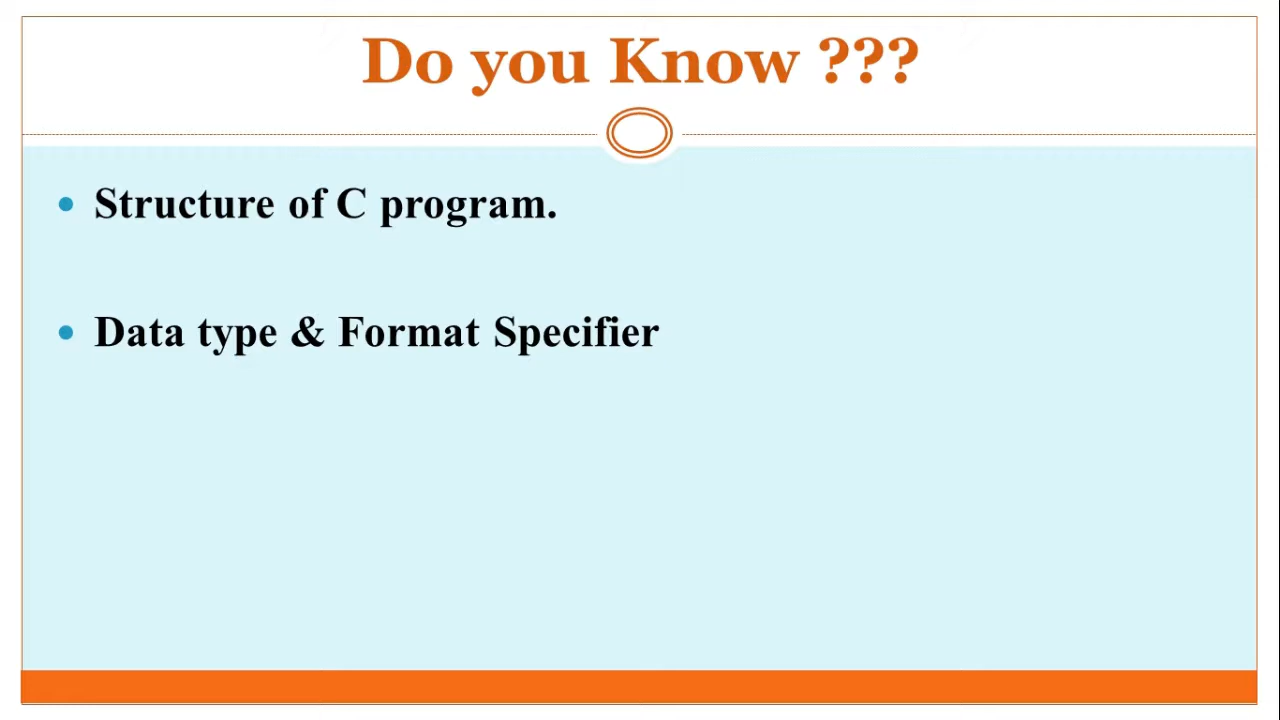 Do you Know ???
Structure of C program.
Data type & Format Specifier